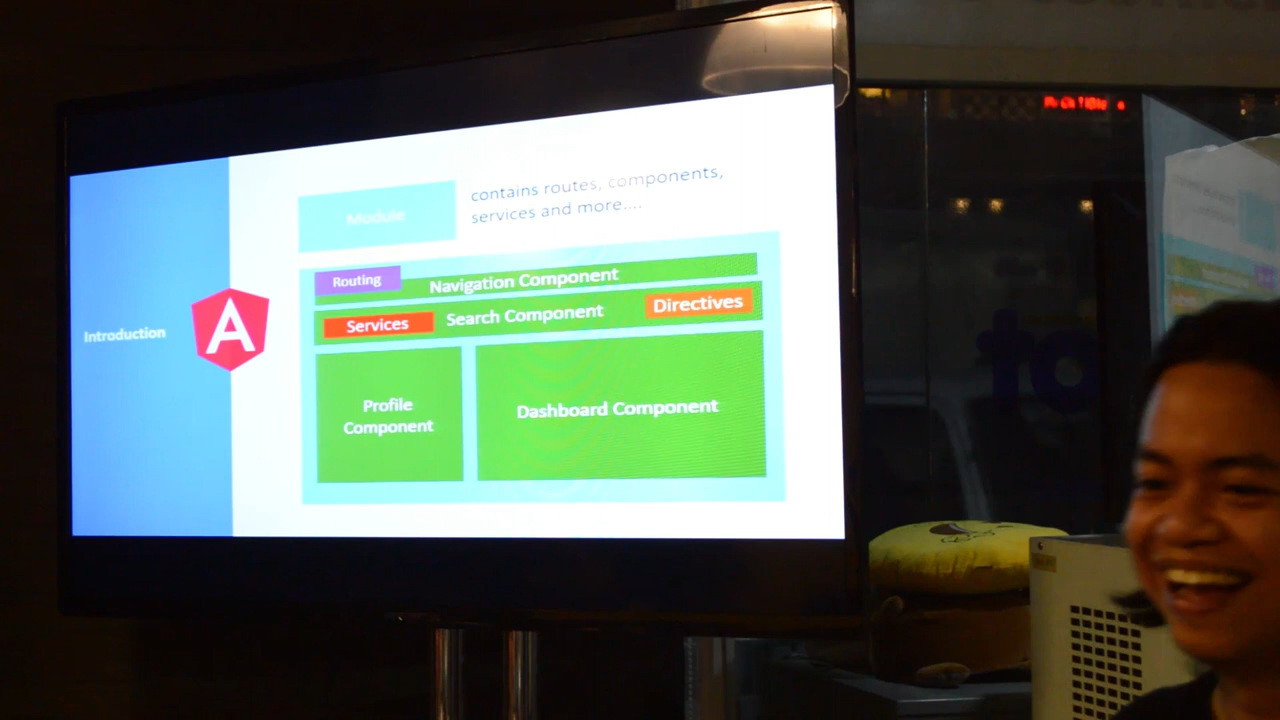 Introduction
A
Module
contains routes, components,
services and more....
Routing
Navigation Component
Services
Search Component
Directives
Profile
Component
Dashboard Component